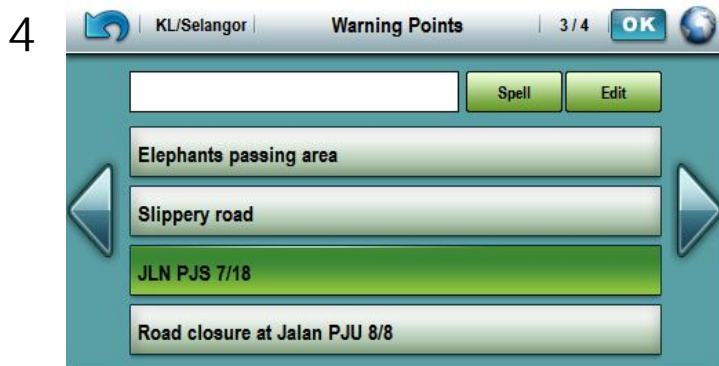 4
KL/Selangor Warning Points 3/4 OK
Spell Edit
Elephants passing area
Slippery road
JLN PJS 7/18
Road closure at Jalan PJU 8/8